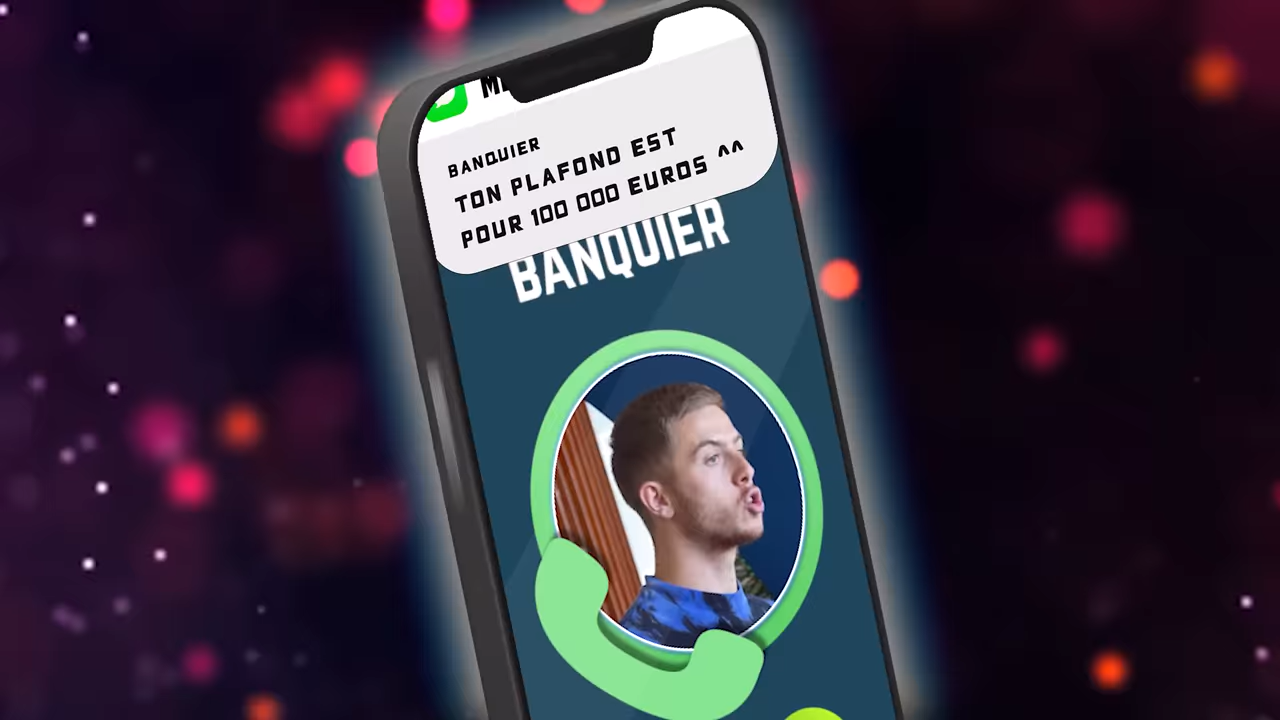 BANQUIER
TON PLAFOND EST
POUR 100 000 EUROS ^^
BANQUIER